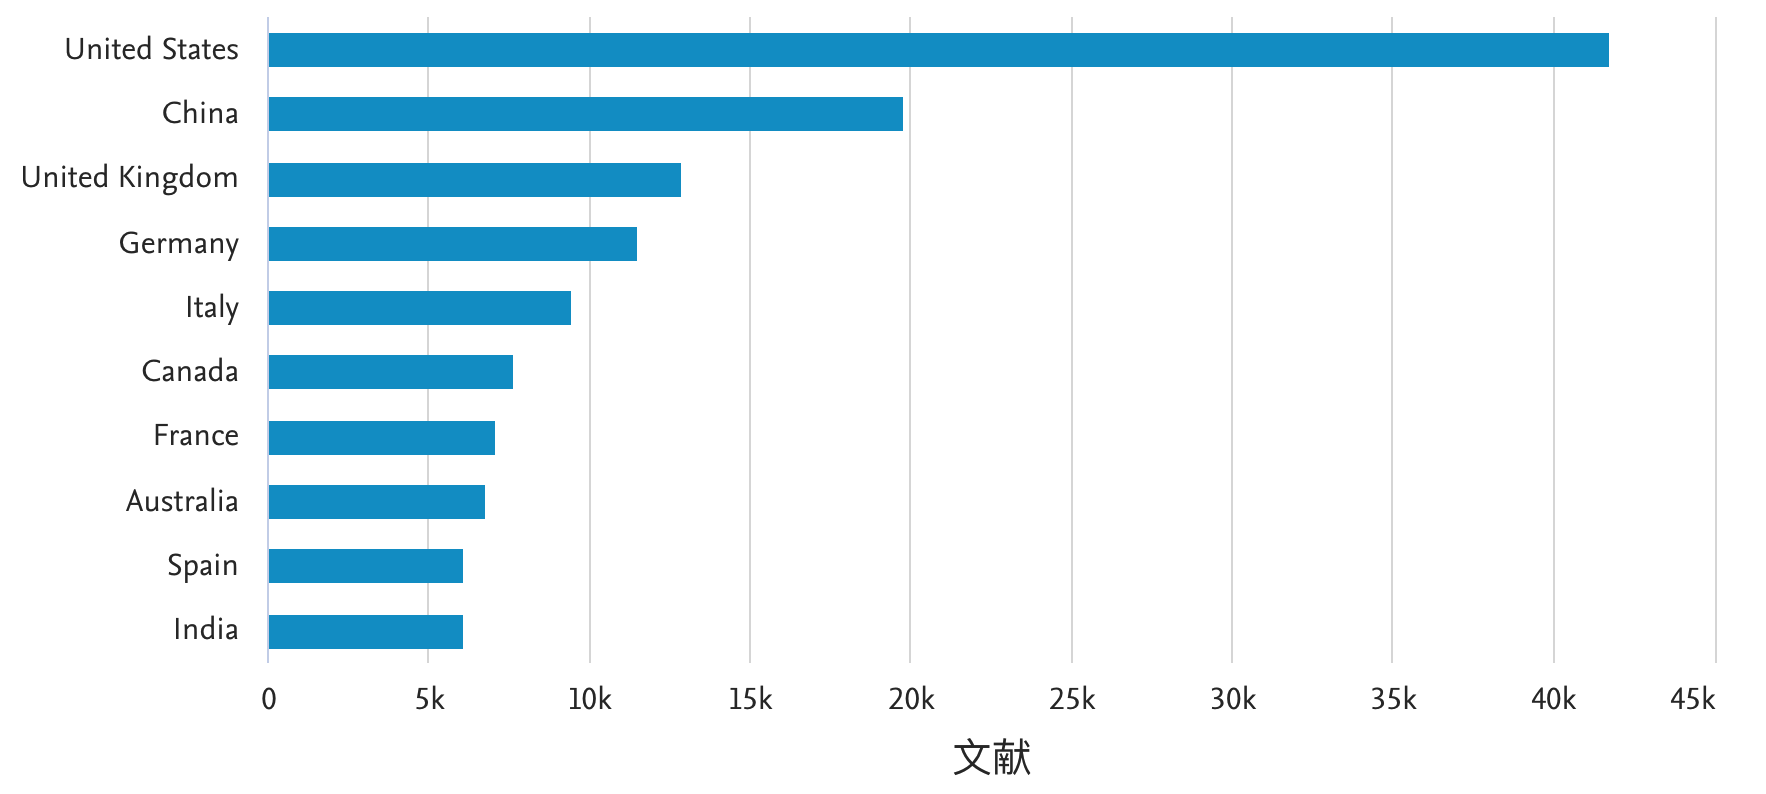 United States
China
United Kingdom
Germany
Italy
Canada
France
Australia
Spain
India
0 5k 10k 15k 20k 25k 30k 35k 40k 45k
文献